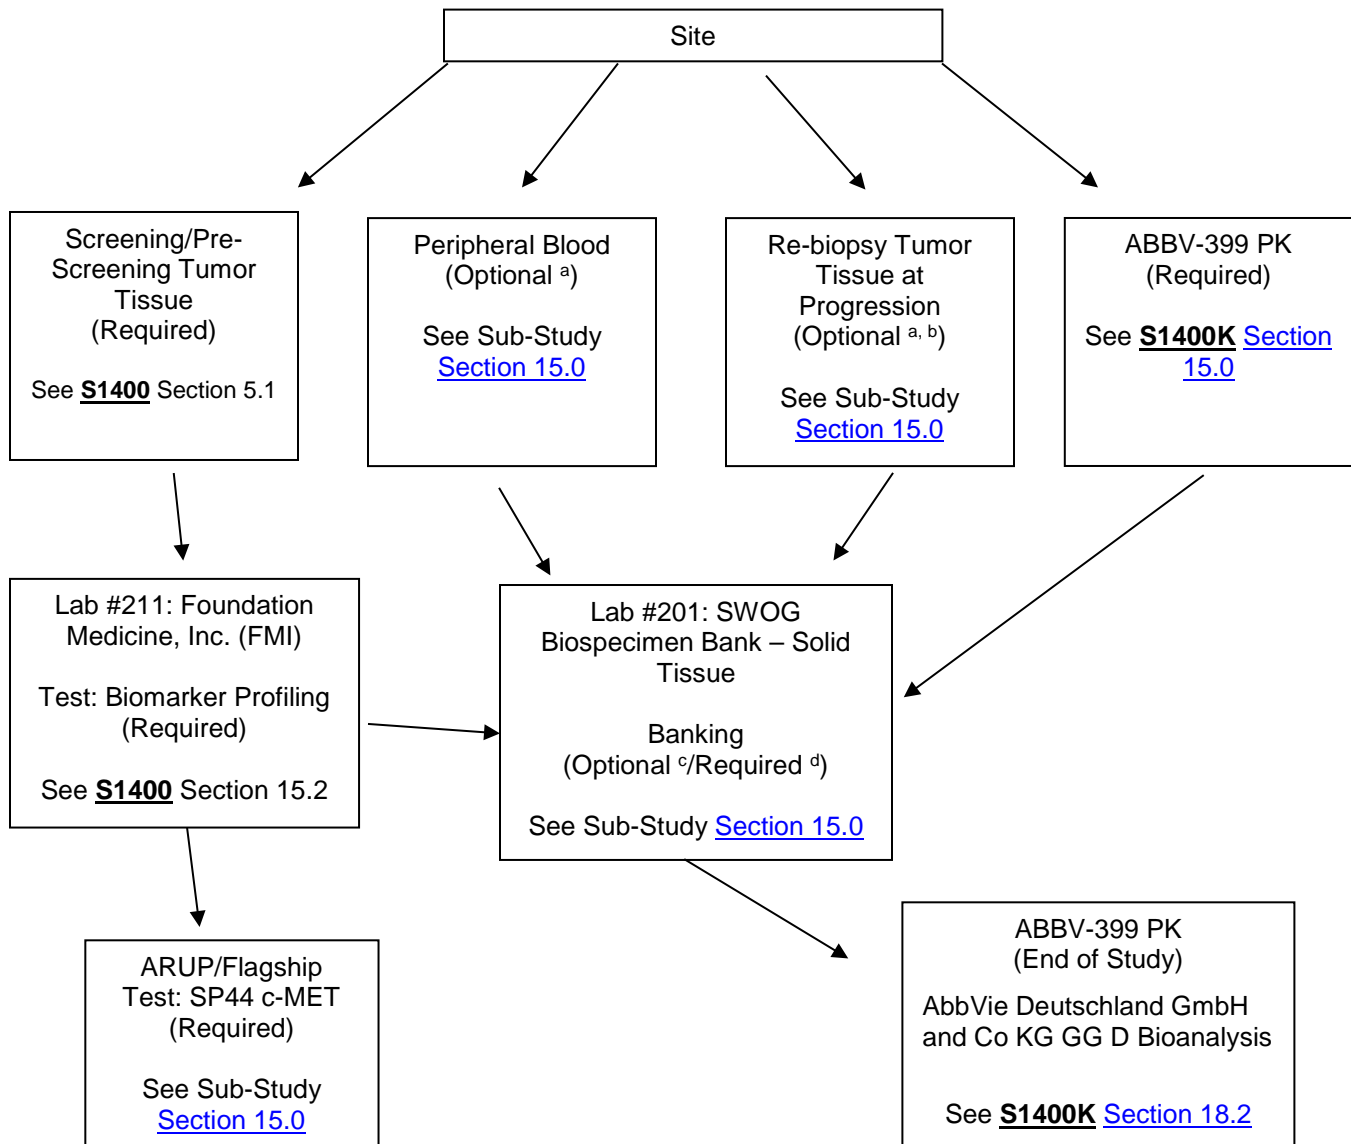 Site
Screening/Pre-
Screening Tumor
Tissue
(Required)
See S1400 Section 5.1
Peripheral Blood
(Optional ᵃ)
See Sub-Study
Section 15.0
Re-biopsy Tumor
Tissue at
Progression
(Optional ᵃ, ᵇ)
See Sub-Study
Section 15.0
ABBV-399 PK
(Required)
See S1400K Section
15.0
Lab #211: Foundation
Medicine, Inc. (FMI)
Test: Biomarker Profiling
(Required)
See S1400 Section 15.2
Lab #201: SWOG
Biospecimen Bank – Solid
Tissue
Banking
(Optional ᶜ/Required ᵈ)
See Sub-Study Section 15.0
ARUP/Flagship
Test: SP44 c-MET
(Required)
See Sub-Study
Section 15.0
ABBV-399 PK
(End of Study)
AbbVie Deutschland GmbH
and Co KG GG D Bioanalysis
See S1400K Section 18.2